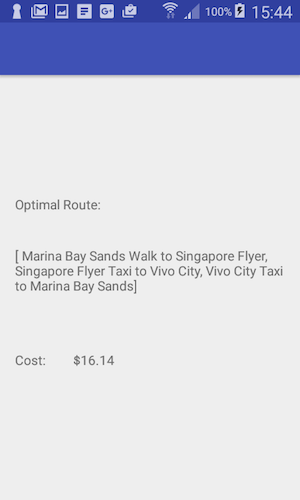 100% 15:44
Optimal Route:
[ Marina Bay Sands Walk to Singapore Flyer,
Singapore Flyer Taxi to Vivo City, Vivo City Taxi
to Marina Bay Sands]
Cost: $16.14